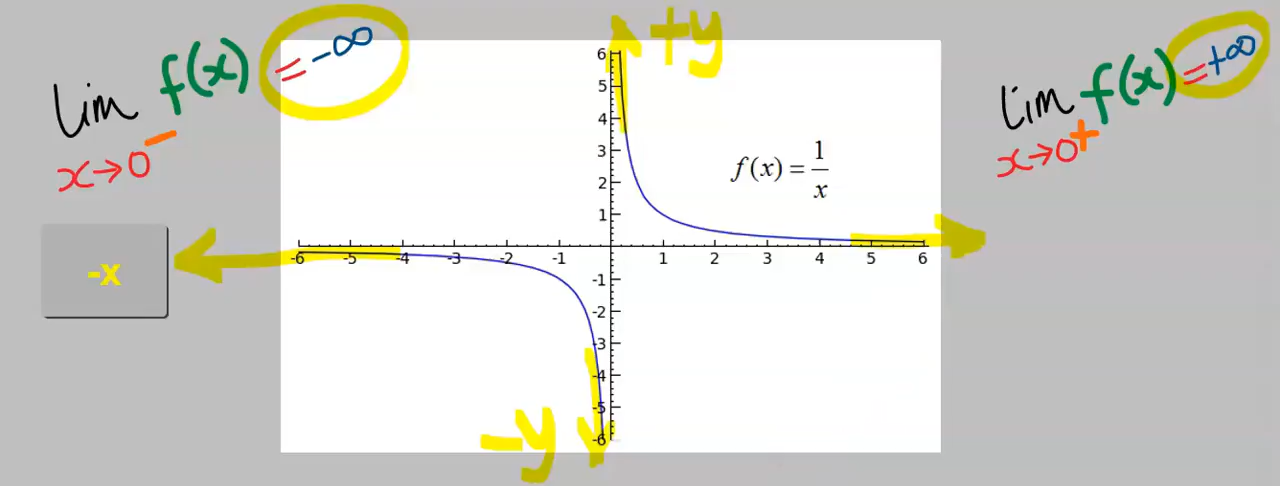 lim f(x) = -∞
x→0⁻
+y
lim f(x) = +∞
x→0⁺
f(x) = 1/x
-x
-y
6
5
4
3
2
1
-6 -5 -4 -3 -2 -1 1 2 3 4 5 6
-1
-2
-3
-4
-5
-6